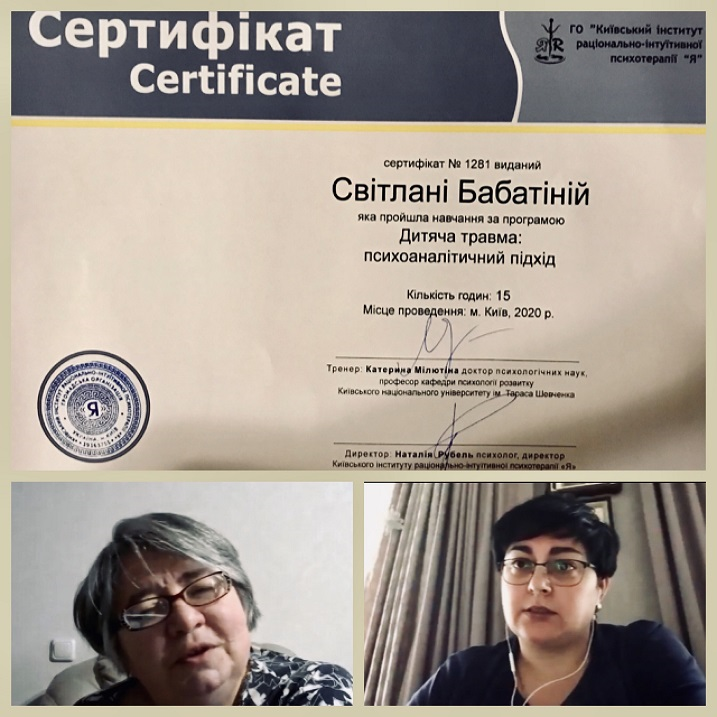 Сертифікат
Certificate
ГО "Київський інститут
раціонально-інтуїтивної
психотерапії "Я"
сертифікат № 1281 виданий
Світлані Бабатіній
яка пройшла навчання за програмою
Дитяча травма:
психоаналітичний підхід
Кількість годин: 15
Місце проведення: м. Київ, 2020 р.
Тренер: Катерина Мілютіна доктор психологічних наук,
професор кафедри психології розвитку
Київського національного університету ім. Тараса Шевченка
Директор: Наталія Рубель психолог, директор
Київського інституту раціонально-інтуїтивної психотерапії «Я»
Я